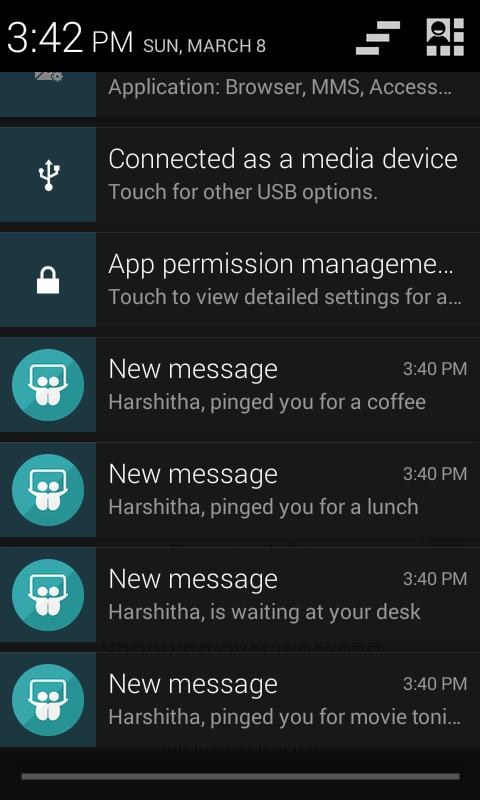 3:42 PM SUN, MARCH 8
Application: Browser, MMS, Access...
Connected as a media device
Touch for other USB options.
App permission manageme...
Touch to view detailed settings for a...
New message 3:40 PM
Harshitha, pinged you for a coffee
New message 3:40 PM
Harshitha, pinged you for a lunch
New message 3:40 PM
Harshitha, is waiting at your desk
Shopping over weekend
New message 3:40 PM
Harshitha, pinged you for movie toni...